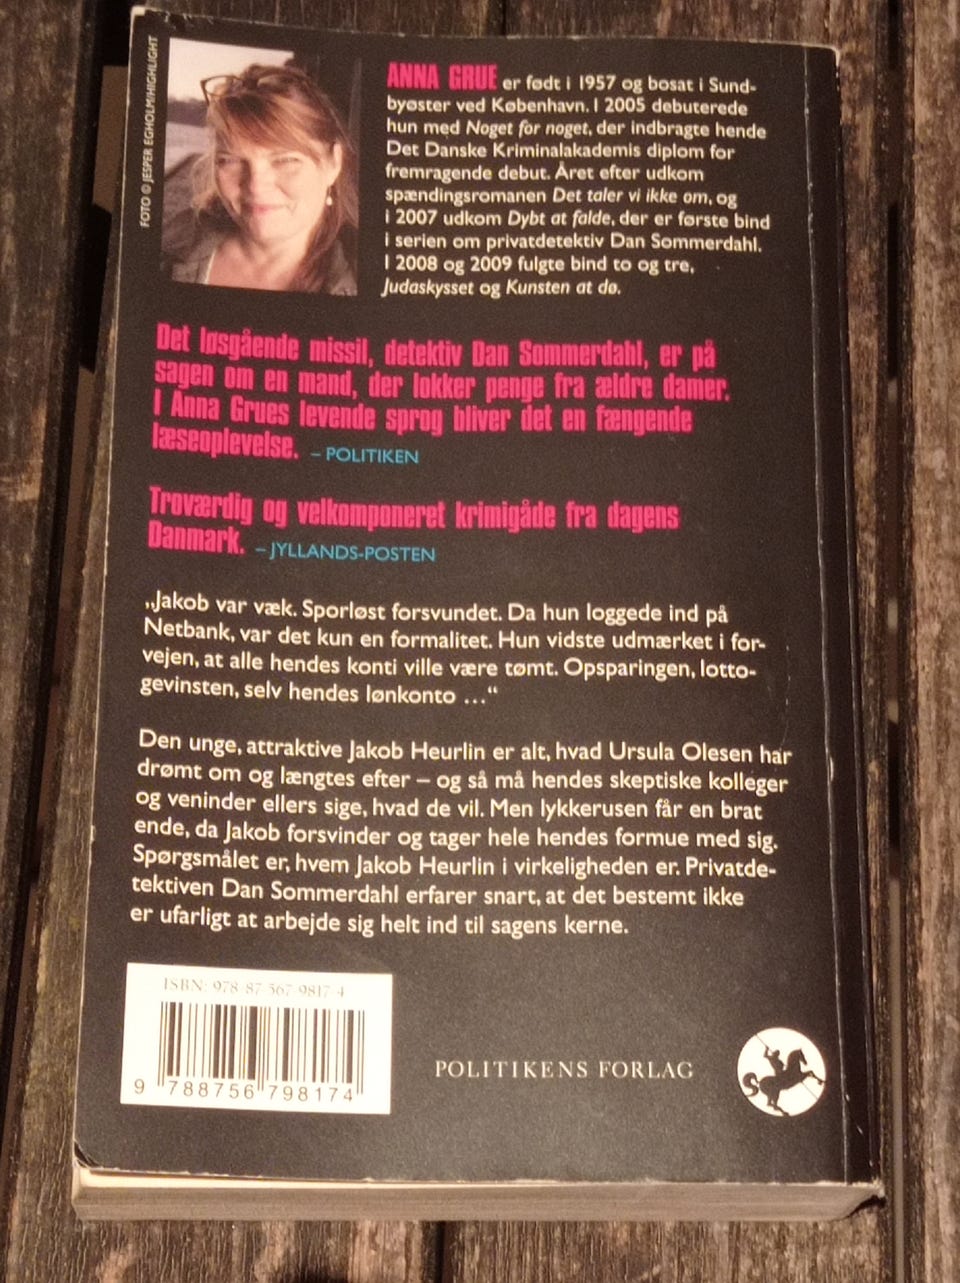 FOTO © JESPER EGHOLM/HIGHLIGHT
ANNA GRUE er født i 1957 og bosat i Sund-
byøster ved København. I 2005 debuterede
hun med Noget for noget, der indbragte hende
Det Danske Kriminalakademis diplom for
fremragende debut. Året efter udkom
spændingsromanen Det taler vi ikke om, og
i 2007 udkom Dybt at falde, der er første bind
i serien om privatdetektiv Dan Sommerdahl.
I 2008 og 2009 fulgte bind to og tre,
Judaskysset og Kunsten at dø.
Det løsgående missil, detektiv Dan Sommerdahl, er på
sagen om en mand, der lokker penge fra ældre damer.
I Anna Grues levende sprog bliver det en fængende
læseoplevelse. – POLITIKEN
Troværdig og velkomponeret krimigåde fra dagens
Danmark. – JYLLANDS-POSTEN
„Jakob var væk. Sporløst forsvundet. Da hun loggede ind på
Netbank, var det kun en formalitet. Hun vidste udmærket i for-
vejen, at alle hendes konti ville være tømt. Opsparingen, lotto-
gevinsten, selv hendes lønkonto ...“
Den unge, attraktive Jakob Heurlin er alt, hvad Ursula Olesen har
drømt om og længtes efter – og så må hendes skeptiske kolleger
og veninder ellers sige, hvad de vil. Men lykkerusen får en brat
ende, da Jakob forsvinder og tager hele hendes formue med sig.
Spørgsmålet er, hvem Jakob Heurlin i virkeligheden er. Privatde-
tektiven Dan Sommerdahl erfarer snart, at det bestemt ikke
er ufarligt at arbejde sig helt ind til sagens kerne.
ISBN: 978-87-567-9817-4
9 788756 798174
POLITIKENS FORLAG